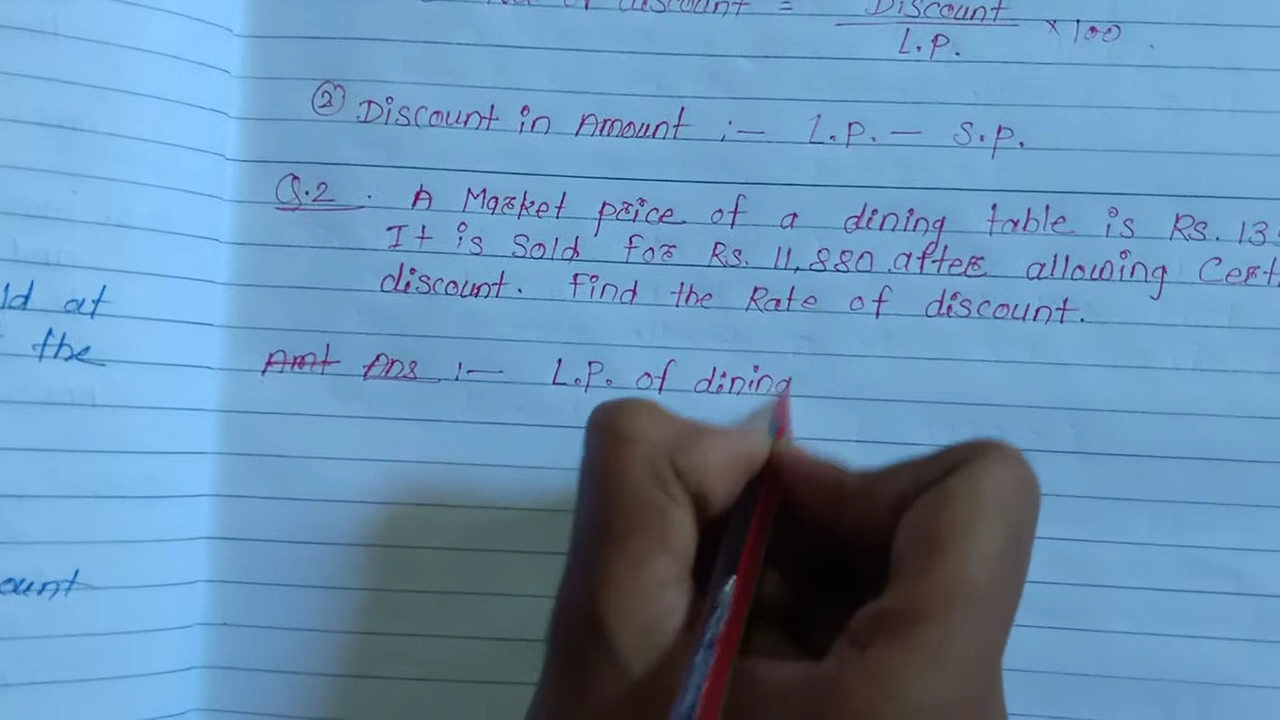 discount = Discount
L.P. × 100.
② Discount in Amount :- L.P. - S.P.
Q.2. A Market price of a dining table is Rs. 13
It is Sold for Rs. 11,880 after allowing Cert
discount. Find the Rate of discount.
ld at
the
Amt Ans :- L.P. of dining
ount